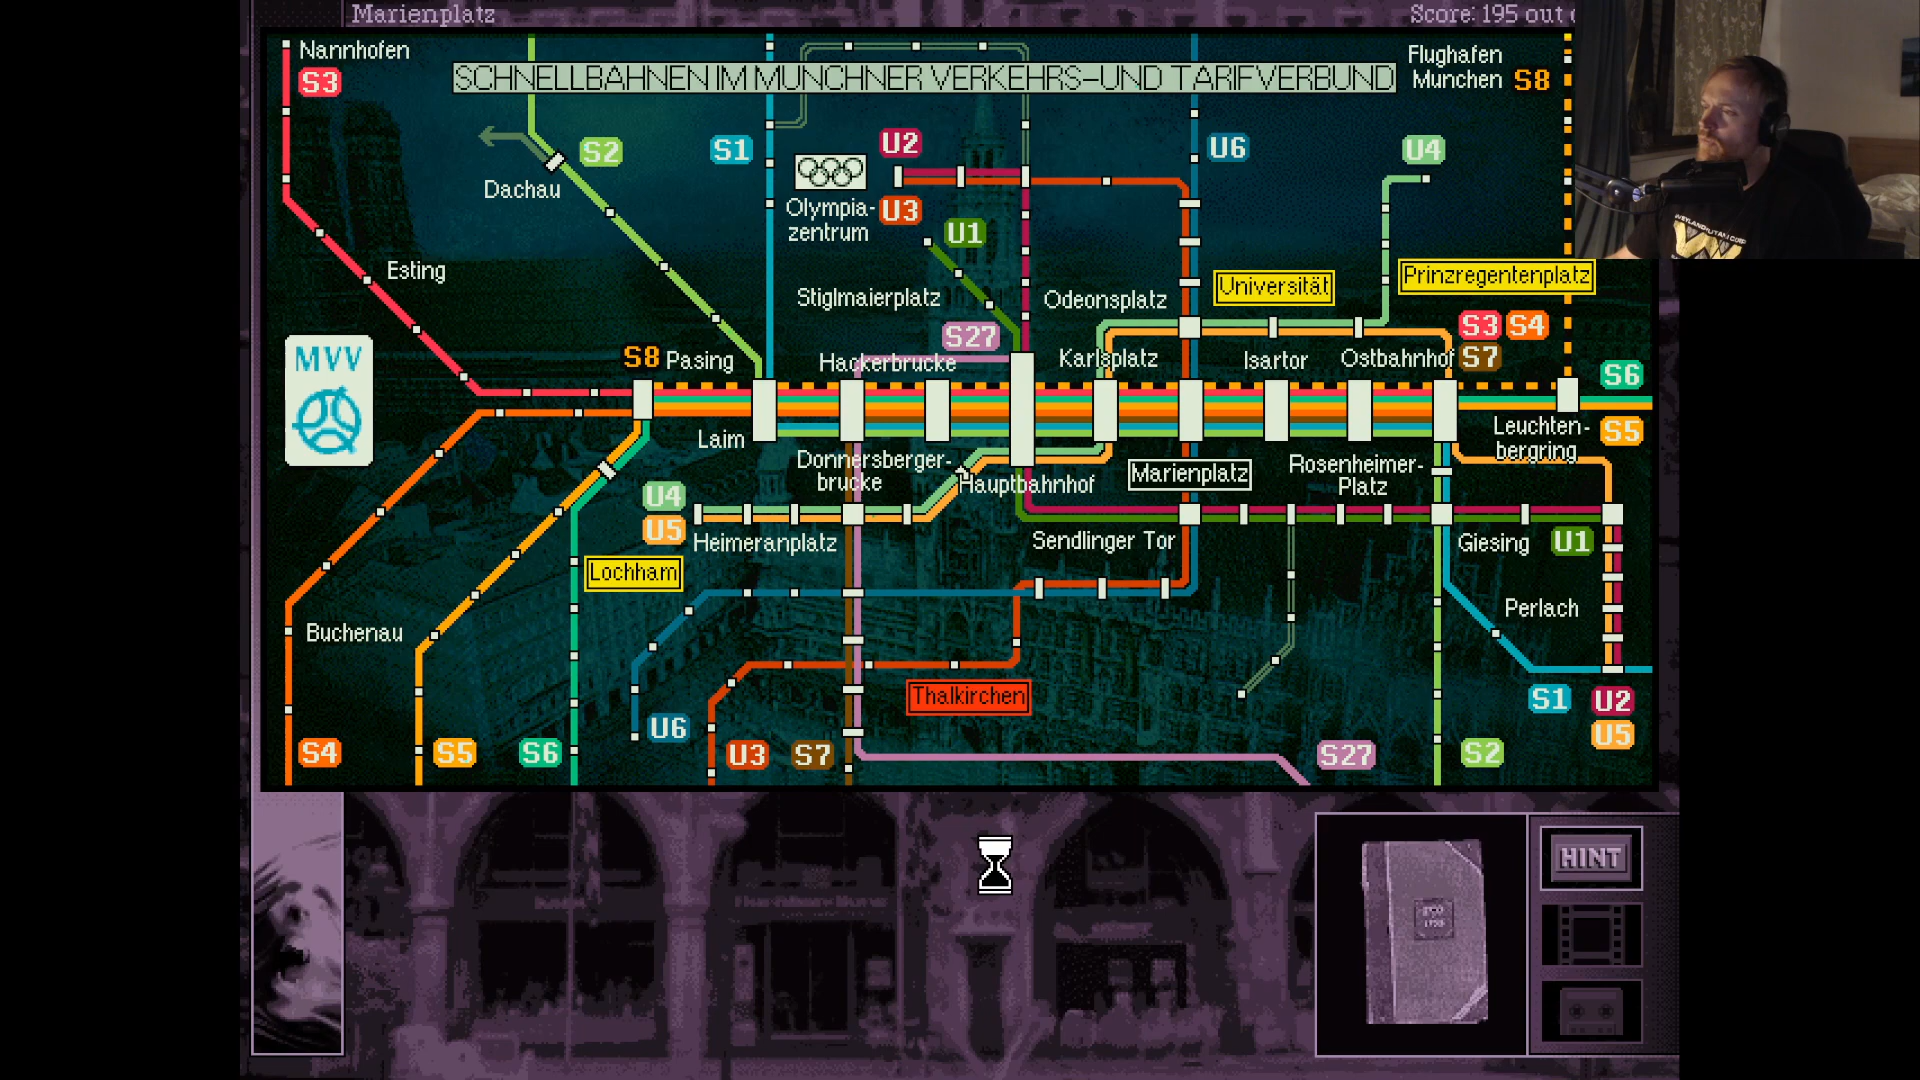 Marienplatz
Score: 195 out
Nannhofen
S3
SCHNELLBAHNEN IM MUNCHNER VERKEHRS-UND TARIFVERBUND
Flughafen
Munchen S8
S2
S1
U2
U6
U4
Dachau
Olympia-
zentrum
U3
U1
Esting
Stiglmaierplatz
Odeonsplatz
Universität
Prinzregentenplatz
S27
S3 S4
MVV
S8 Pasing
Hackerbrucke
Karlsplatz
Isartor
Ostbahnhof
S7
S6
Laim
Donnersberger-
brucke
Hauptbahnhof
Marienplatz
Rosenheimer-
Platz
Leuchten-
bergring
S5
U4
U5
Heimeranplatz
Sendlinger Tor
Giesing
U1
Lochham
Buchenau
Perlach
Thalkirchen
S1
U2
U5
S4
S5
S6
U6
U3
S7
S27
S2
HINT